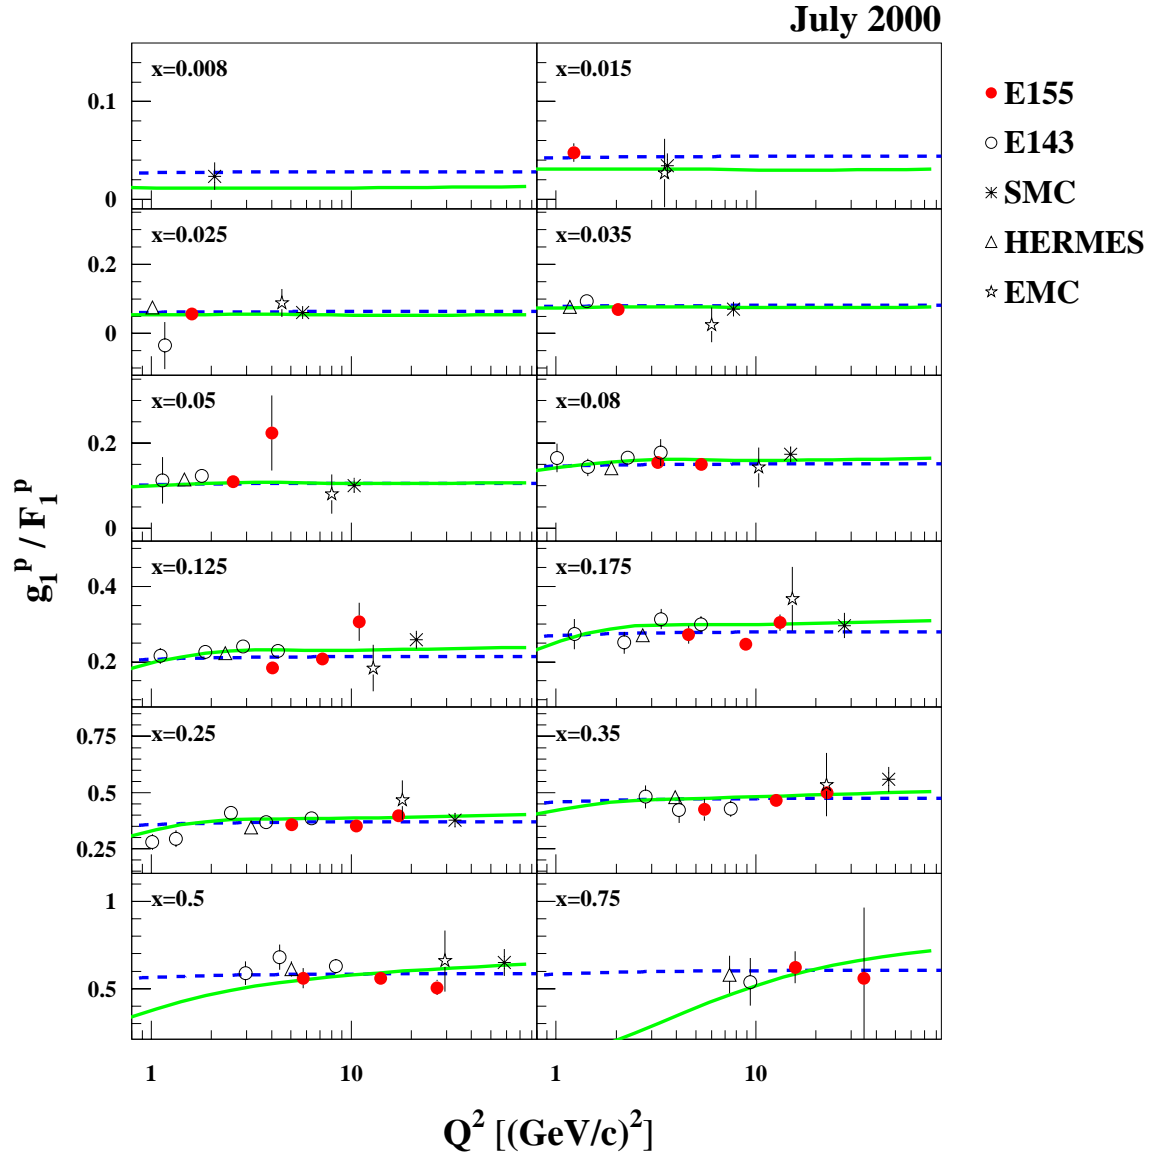 July 2000
x=0.008
x=0.015
0.1
0
E155
E143
SMC
HERMES
EMC
x=0.025
x=0.035
0.2
0
x=0.05
x=0.08
0.2
0
x=0.125
x=0.175
0.4
0.2
x=0.25
x=0.35
0.75
0.5
0.25
x=0.5
x=0.75
1
0.5
g₁ᵖ / F₁ᵖ
1 10 1 10
Q² [(GeV/c)²]